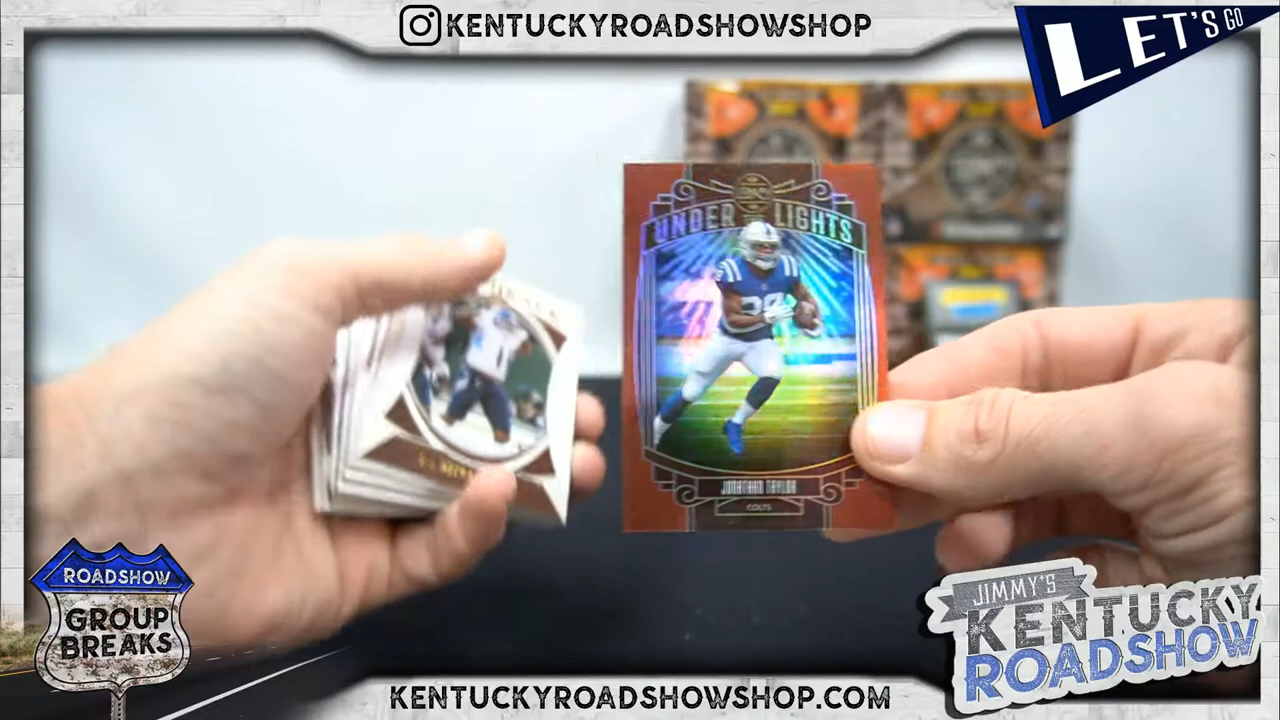 KENTUCKYROADSHOWSHOP
LET'S GO
UNDER LIGHTS
JONATHAN TAYLOR
COLTS
ROADSHOW
GROUP
BREAKS
JIMMY'S
KENTUCKY
ROADSHOW
KENTUCKYROADSHOWSHOP.COM